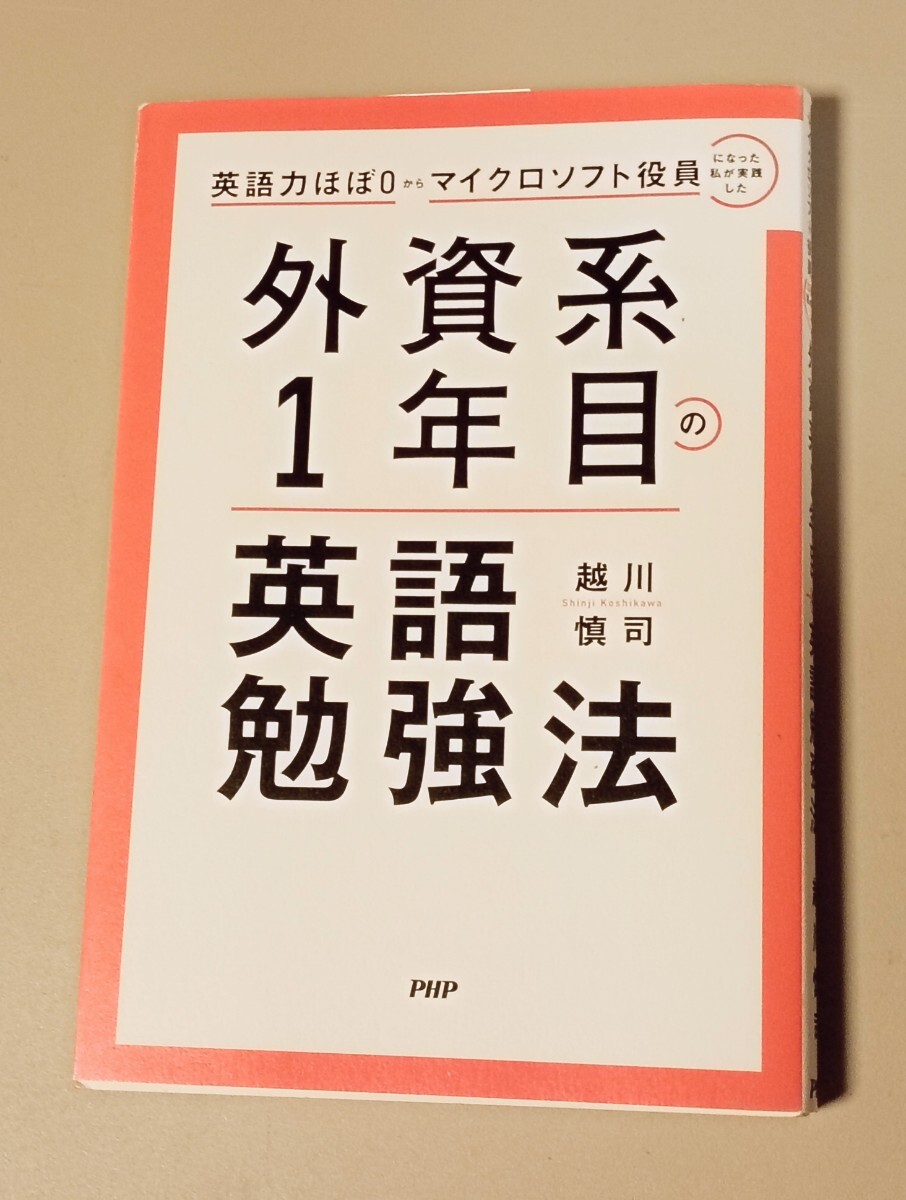 英語力ほぼ0からマイクロソフト役員になった私が実践した
外資系
1年目の
英語
勉強法
越川
Shinji Koshikawa
慎司
PHP